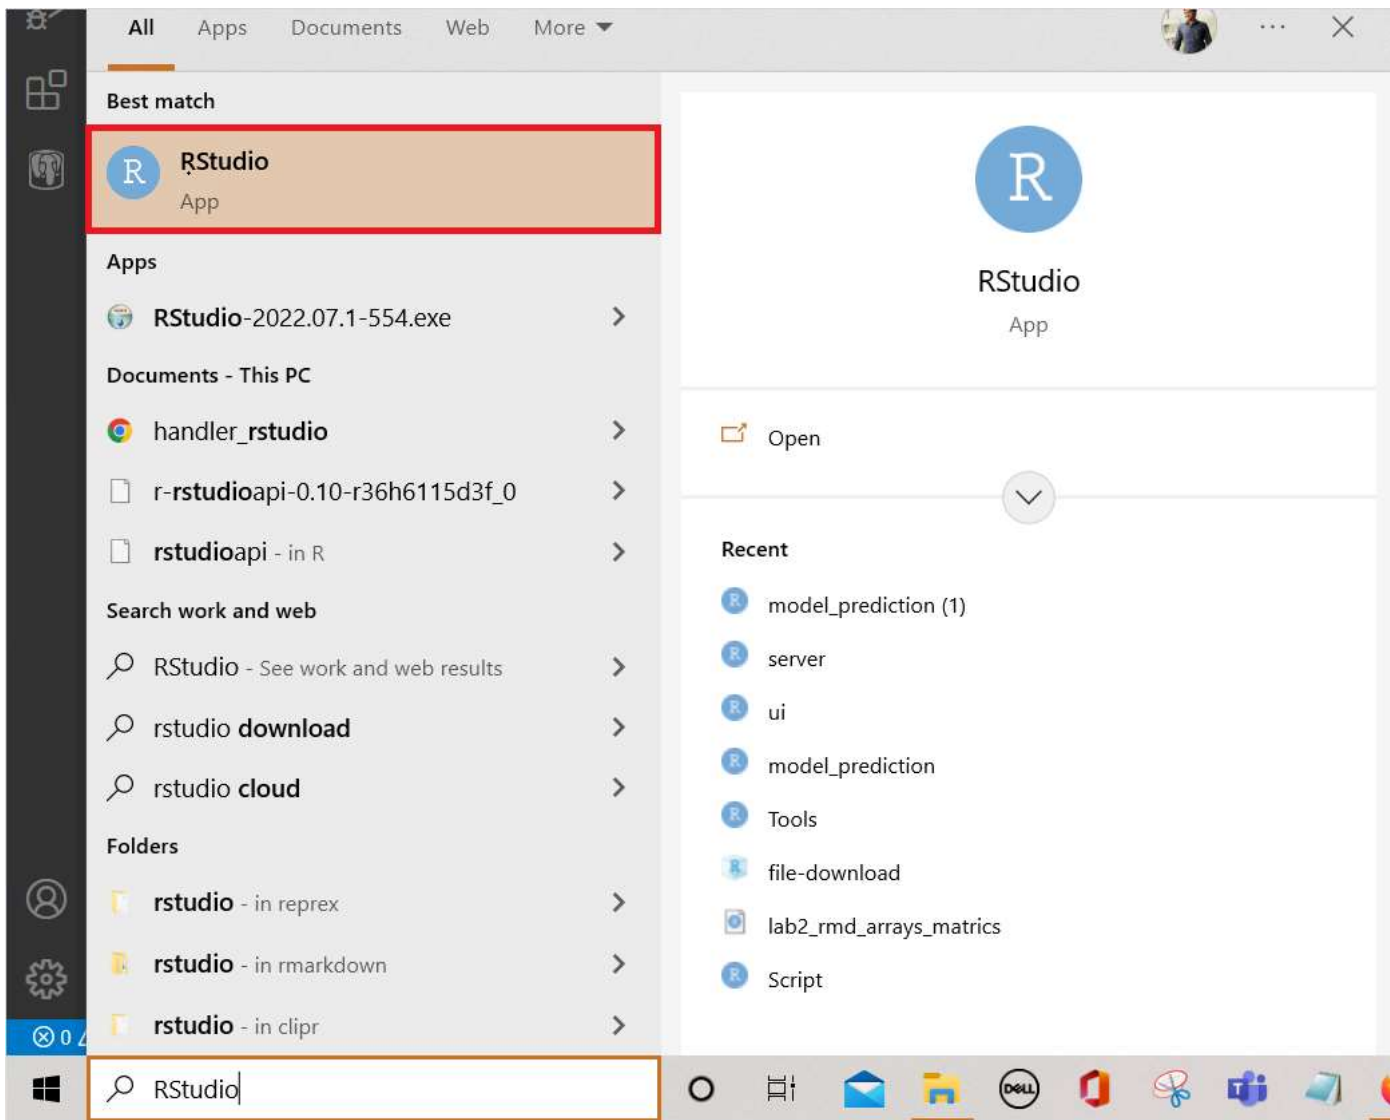 All Apps Documents Web More
Best match
R
RStudio
App
Apps
RStudio-2022.07.1-554.exe
Documents - This PC
handler_rstudio
r-rstudioapi-0.10-r36h6115d3f_0
rstudioapi - in R
Search work and web
RStudio - See work and web results
rstudio download
rstudio cloud
Folders
rstudio - in reprex
rstudio - in rmarkdown
rstudio - in clipr
0
RStudio
R
RStudio
App
Open
Recent
R model_prediction (1)
R server
R ui
R model_prediction
R Tools
R file-download
lab2_rmd_arrays_matrics
R Script
DELL